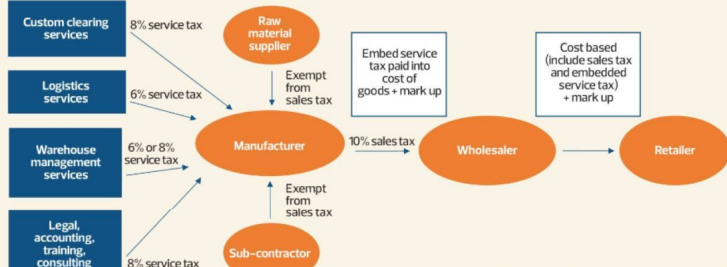 Custom clearing
services
8% service tax
Raw
material
supplier
Logistics
services
6% service tax
Exempt
from
sales tax
Embed service
tax paid into
cost of
goods + mark up
Cost based
(include sales tax
and embedded
service tax)
+ mark up
Warehouse
management
services
6% or 8%
service tax
Manufacturer
10% sales tax
Wholesaler
Retailer
Exempt
from
sales tax
Legal,
accounting,
training,
consulting
8% service tax
Sub-contractor